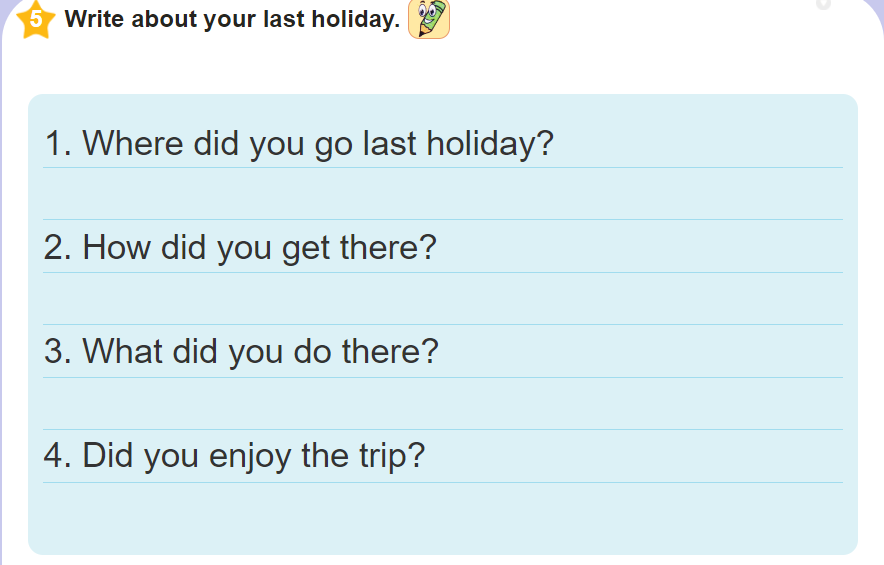 5 Write about your last holiday.
1. Where did you go last holiday?
2. How did you get there?
3. What did you do there?
4. Did you enjoy the trip?